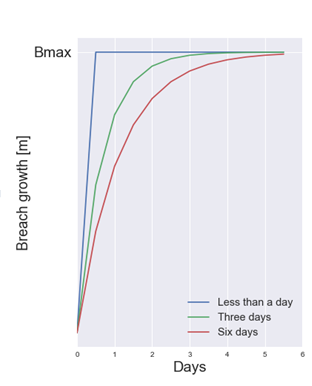 Bmax
Breach growth [m]
Less than a day
Three days
Six days
0 1 2 3 4 5 6
Days